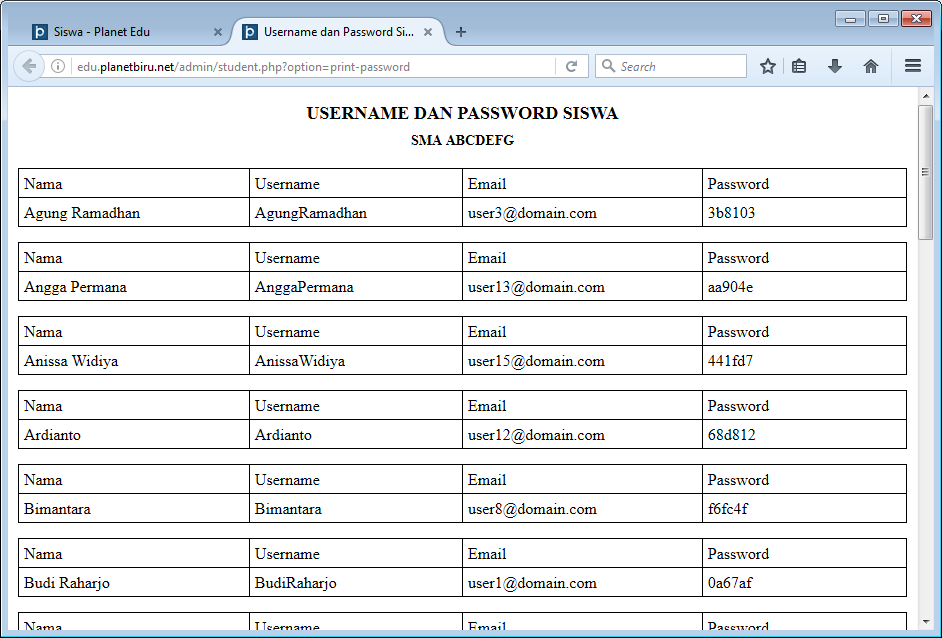 Siswa - Planet Edu
Username dan Password Si...
edu.planetbiru.net/admin/student.php?option=print-password
Search
USERNAME DAN PASSWORD SISWA
SMA ABCDEFG
Nama Username Email Password
Agung Ramadhan AgungRamadhan user3@domain.com 3b8103
Nama Username Email Password
Angga Permana AnggaPermana user13@domain.com aa904e
Nama Username Email Password
Anissa Widiya AnissaWidiya user15@domain.com 441fd7
Nama Username Email Password
Ardianto Ardianto user12@domain.com 68d812
Nama Username Email Password
Bimantara Bimantara user8@domain.com f6fc4f
Nama Username Email Password
Budi Raharjo BudiRaharjo user1@domain.com 0a67af
Nama Username Email Password